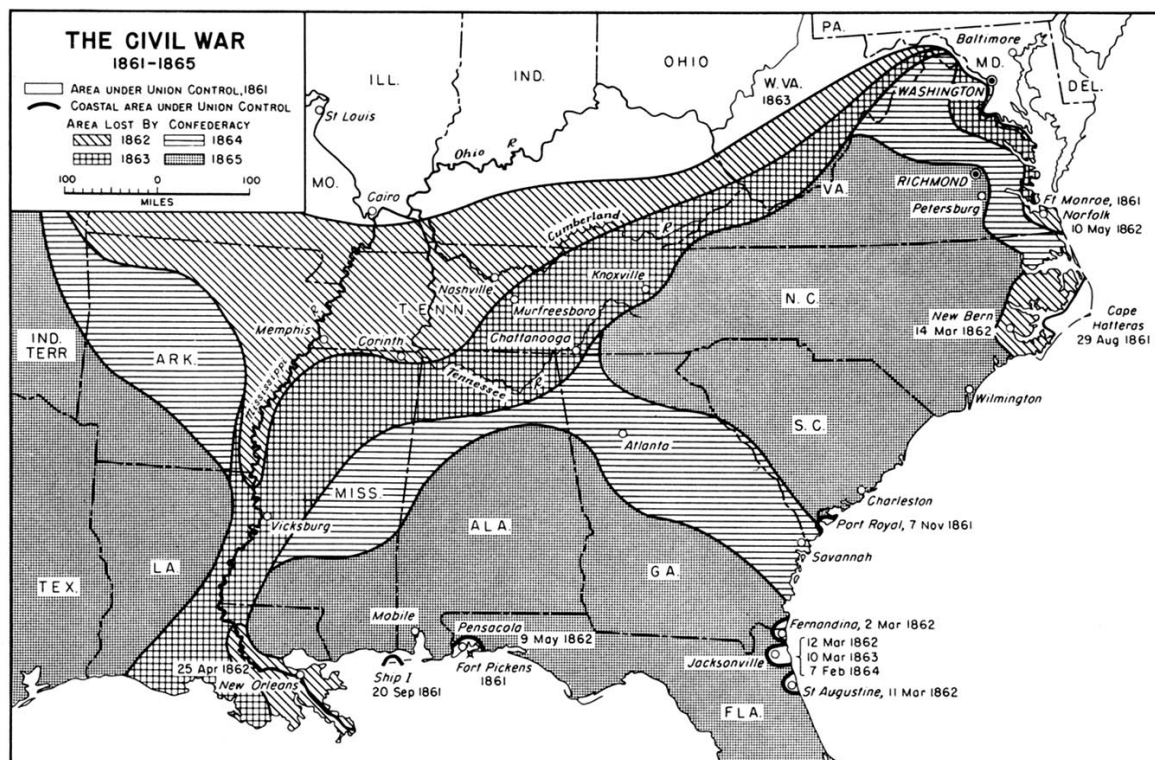 THE CIVIL WAR
1861-1865
AREA UNDER UNION CONTROL, 1861
COASTAL AREA UNDER UNION CONTROL
AREA LOST BY CONFEDERACY
1862
1864
1863
1865
100 0 100
MILES
PA.
Baltimore
MD.
DEL.
ILL.
IND.
OHIO
W. VA.
1863
WASHINGTON
St Louis
Ohio R
MO.
Cairo
VA.
RICHMOND
Petersburg
Ft Monroe, 1861
Norfolk
10 May 1862
Cumberland R
Nashville
Knoxville
TENN.
Murfreesboro
N.C.
New Bern
14 Mar 1862
Cape
Hatteras
29 Aug 1861
IND.
TERR
ARK.
Memphis
Corinth
Chattanooga
Tennessee R
Mississippi R
Wilmington
S.C.
Atlanta
Charleston
MISS.
Vicksburg
ALA.
Port Royal, 7 Nov 1861
Savannah
TEX.
LA.
GA.
Mobile
Pensacola
9 May 1862
Fort Pickens
1861
Fernandina, 2 Mar 1862
Jacksonville
12 Mar 1862
10 Mar 1863
7 Feb 1864
25 Apr 1862
New Orleans
Ship I
20 Sep 1861
St Augustine, 11 Mar 1862
FLA.